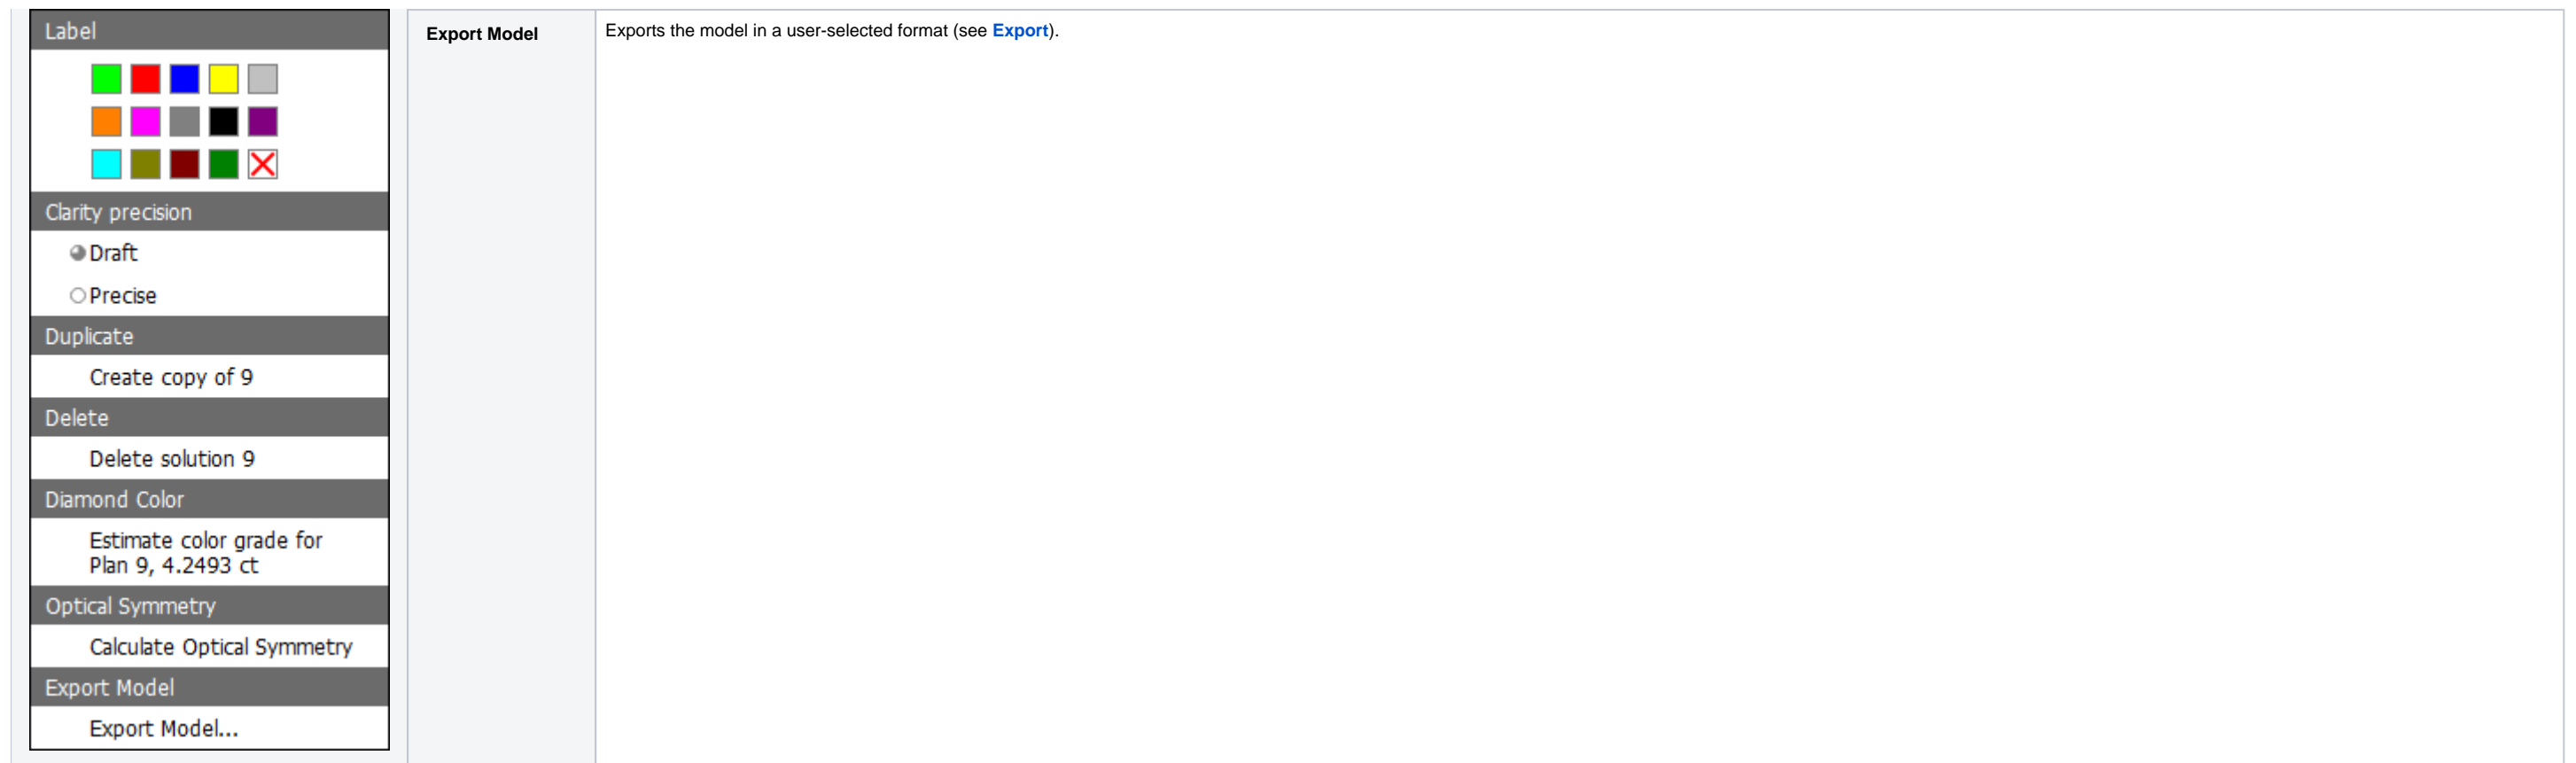 Label
Clarity precision
Draft
Precise
Duplicate
Create copy of 9
Delete
Delete solution 9
Diamond Color
Estimate color grade for
Plan 9, 4.2493 ct
Optical Symmetry
Calculate Optical Symmetry
Export Model
Export Model...
Export Model
Exports the model in a user-selected format (see Export).